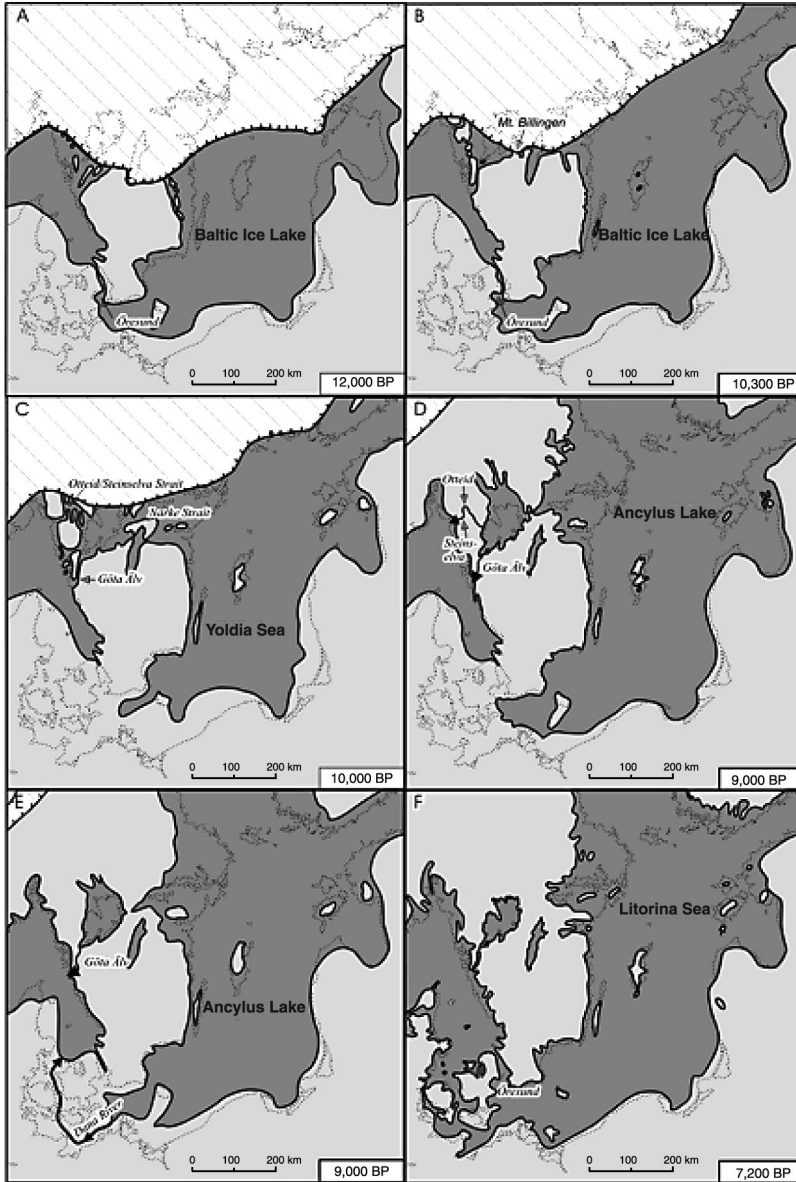 A
Baltic Ice Lake
Öresund
0 100 200 km
12,000 BP
B
Mt. Billingen
Baltic Ice Lake
Öresund
0 100 200 km
10,300 BP
C
Otteid/Steinselva Strait
Närke Strait
Göta Älv
Yoldia Sea
0 100 200 km
10,000 BP
D
Otteid
Ancylus Lake
Steins-
elva
Göta Älv
0 100 200 km
9,000 BP
E
Göta Älv
Ancylus Lake
Dana River
0 100 200 km
9,000 BP
F
Litorina Sea
Öresund
0 100 200 km
7,200 BP